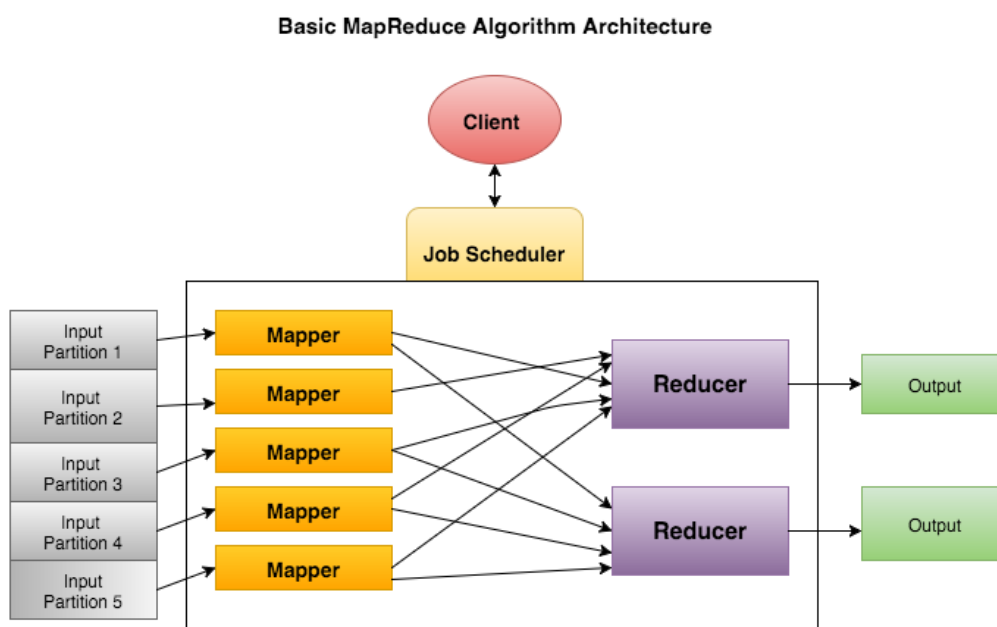 Basic MapReduce Algorithm Architecture
Client
Job Scheduler
Input
Partition 1
Input
Partition 2
Input
Partition 3
Input
Partition 4
Input
Partition 5
Mapper
Mapper
Mapper
Mapper
Mapper
Reducer
Reducer
Output
Output